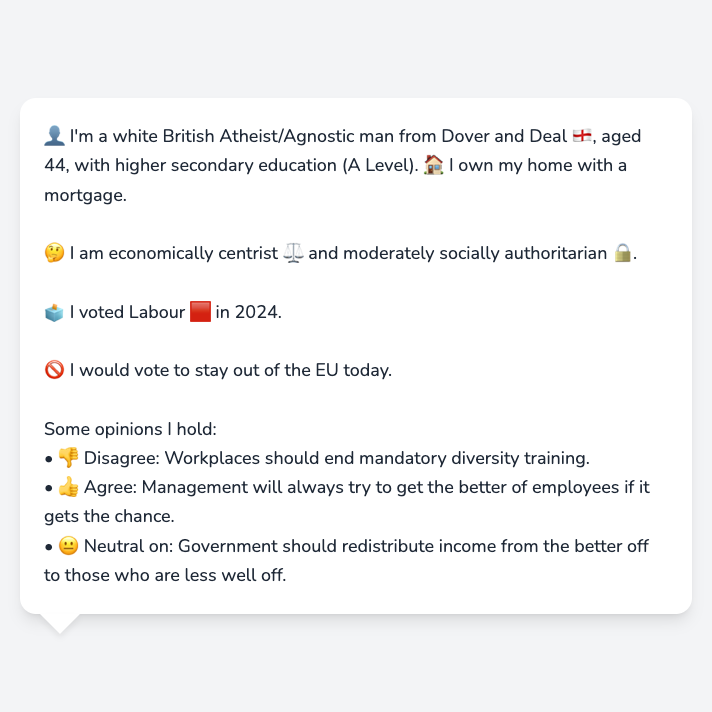 👤 I'm a white British Atheist/Agnostic man from Dover and Deal 🏴󠁧󠁢󠁥󠁮󠁧󠁿, aged
44, with higher secondary education (A Level). 🏠 I own my home with a
mortgage.
🤔 I am economically centrist ⚖️ and moderately socially authoritarian 🔒.
🗳️ I voted Labour 🟥 in 2024.
🚫 I would vote to stay out of the EU today.
Some opinions I hold:
• 👎 Disagree: Workplaces should end mandatory diversity training.
• 👍 Agree: Management will always try to get the better of employees if it
gets the chance.
• 😐 Neutral on: Government should redistribute income from the better off
to those who are less well off.